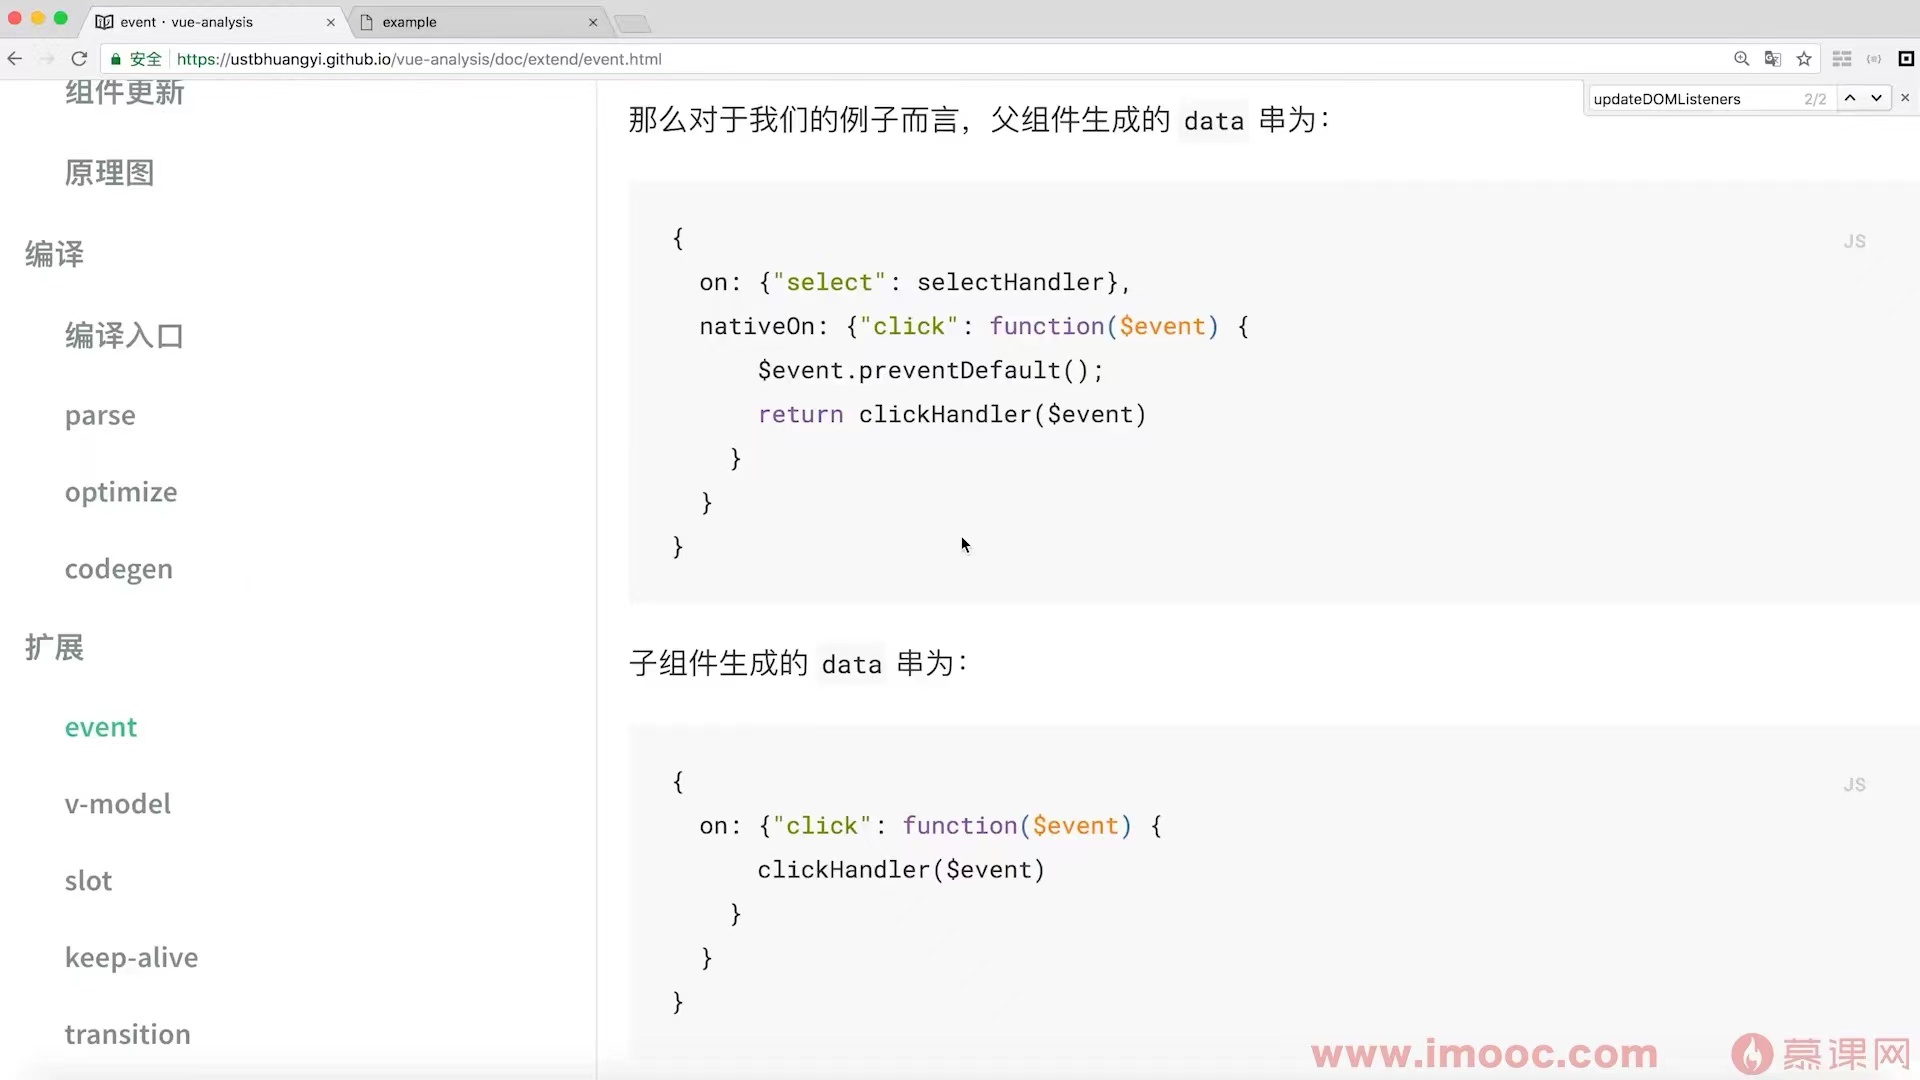 event · vue-analysis
example
安全
https://ustbhuangyi.github.io/vue-analysis/doc/extend/event.html
updateDOMListeners 2/2
组件更新
原理图
编译
编译入口
parse
optimize
codegen
扩展
event
v-model
slot
keep-alive
transition
那么对于我们的例子而言，父组件生成的 data 串为：
JS
{
on: {"select": selectHandler},
nativeOn: {"click": function($event) {
$event.preventDefault();
return clickHandler($event)
}
}
}
子组件生成的 data 串为：
JS
{
on: {"click": function($event) {
clickHandler($event)
}
}
}
www.imooc.com 慕课网